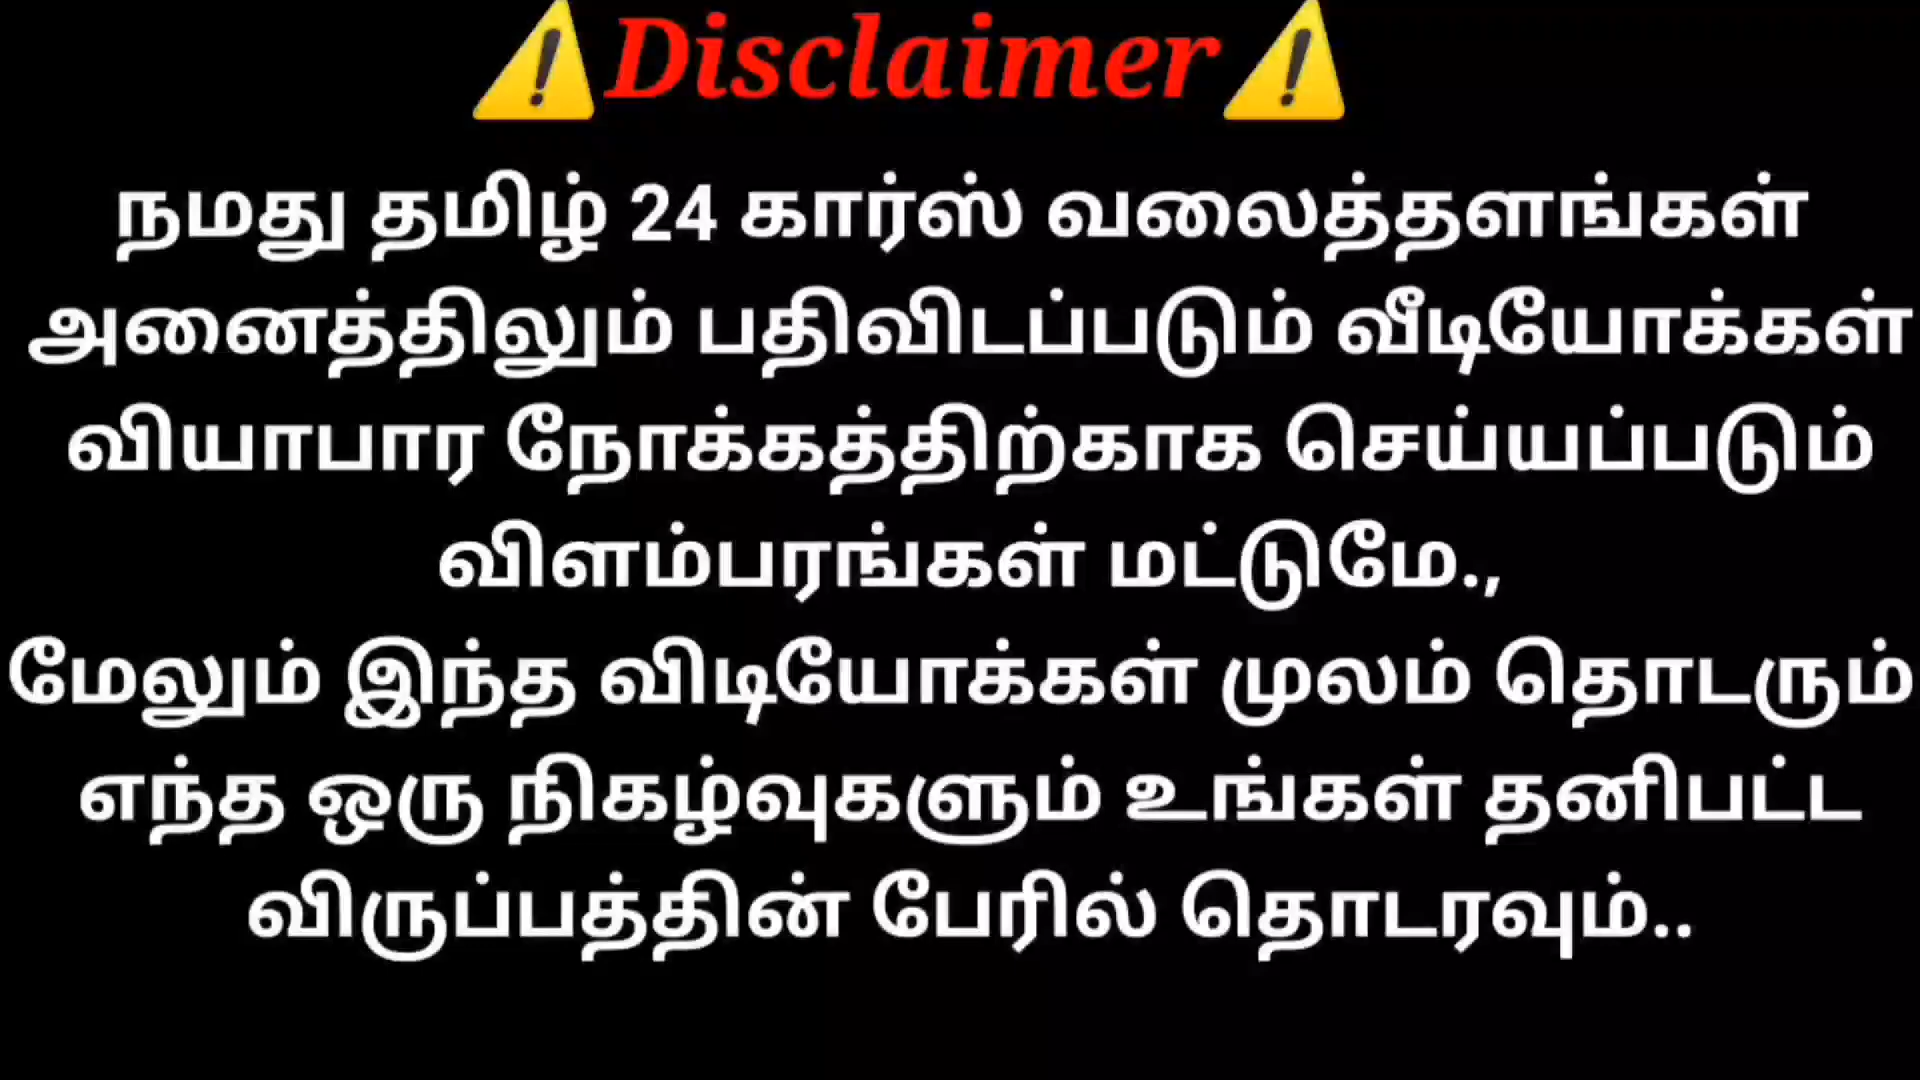 ⚠️Disclaimer⚠️
நமது தமிழ் 24 கார்ஸ் வலைத்தளங்கள்
அனைத்திலும் பதிவிடப்படும் வீடியோக்கள்
வியாபார நோக்கத்திற்காக செய்யப்படும்
விளம்பரங்கள் மட்டுமே.,
மேலும் இந்த விடியோக்கள் முலம் தொடரும்
எந்த ஒரு நிகழ்வுகளும் உங்கள் தனிபட்ட
விருப்பத்தின் பேரில் தொடரவும்..